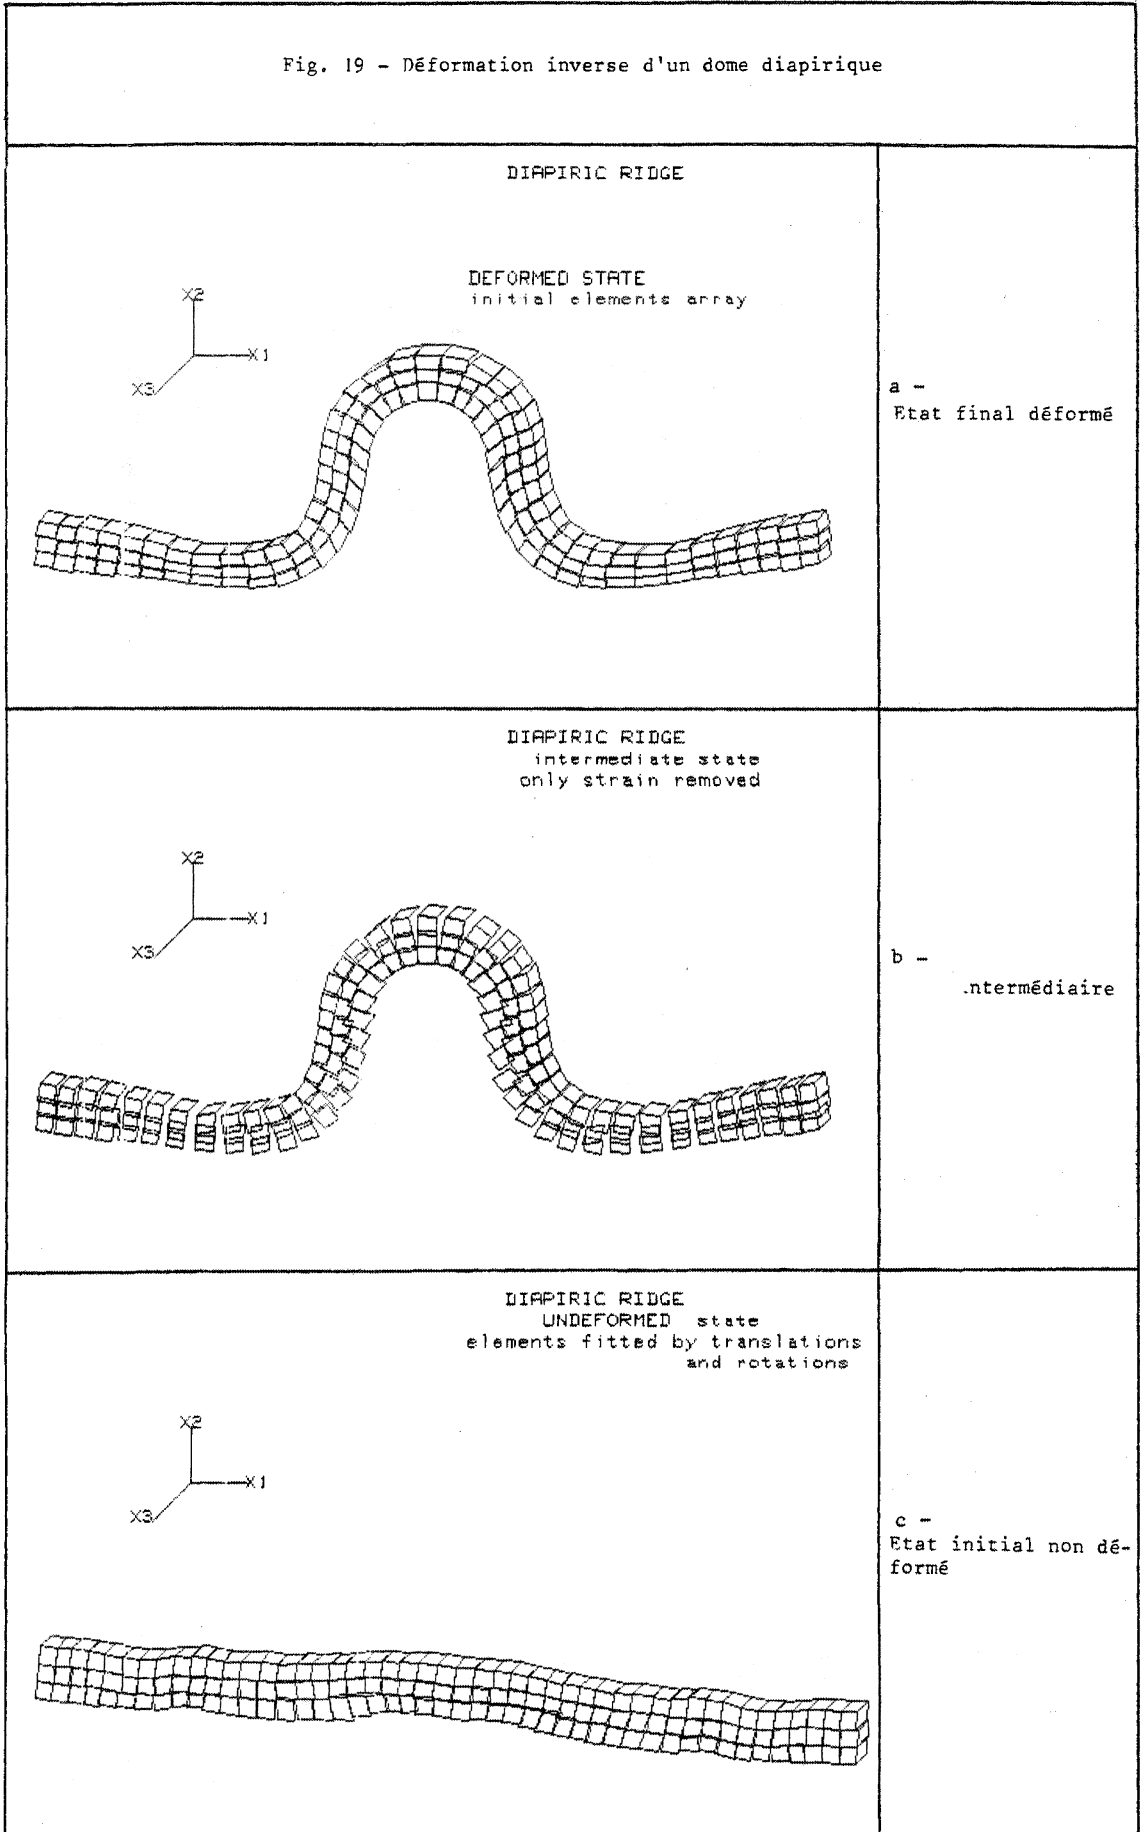 Fig. 19 - Déformation inverse d'un dome diapirique
DIAPIRIC RIDGE
DEFORMED STATE
initial elements array
X2
X1
X3
a -
Etat final déformé
DIAPIRIC RIDGE
intermediate state
only strain removed
X2
X1
X3
b -
.ntermédiaire
DIAPIRIC RIDGE
UNDEFORMED state
elements fitted by translations
and rotations
X2
X1
X3
c -
Etat initial non dé-
formé